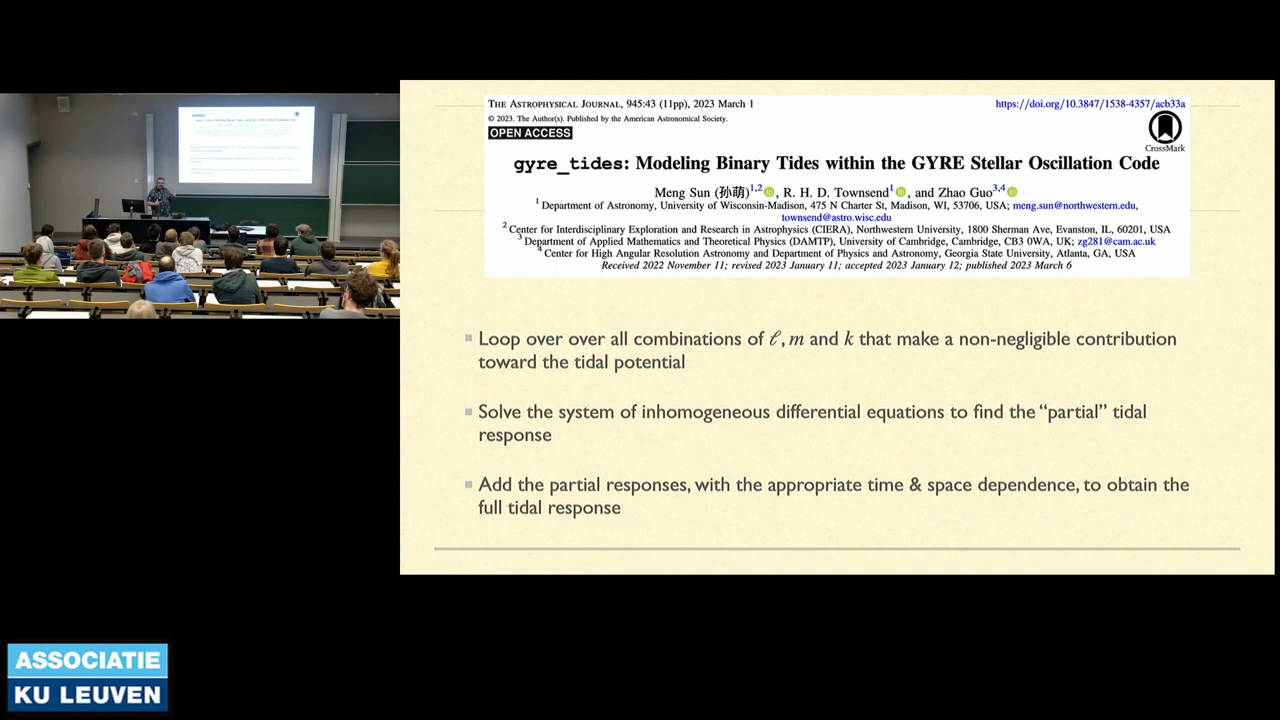 THE ASTROPHYSICAL JOURNAL, 945:43 (11pp), 2023 March 1
https://doi.org/10.3847/1538-4357/acb33a
© 2023. The Author(s). Published by the American Astronomical Society.
OPEN ACCESS
CrossMark
gyre_tides: Modeling Binary Tides within the GYRE Stellar Oscillation Code
Meng Sun (孙萌)1,2, R. H. D. Townsend1, and Zhao Guo3,4
1 Department of Astronomy, University of Wisconsin-Madison, 475 N Charter St, Madison, WI, 53706, USA; meng.sun@northwestern.edu,
townsend@astro.wisc.edu
2 Center for Interdisciplinary Exploration and Research in Astrophysics (CIERA), Northwestern University, 1800 Sherman Ave, Evanston, IL, 60201, USA
3 Department of Applied Mathematics and Theoretical Physics (DAMTP), University of Cambridge, Cambridge, CB3 0WA, UK; zg281@cam.ac.uk
4 Center for High Angular Resolution Astronomy and Department of Physics and Astronomy, Georgia State University, Atlanta, GA, USA
Received 2022 November 11; revised 2023 January 11; accepted 2023 January 12; published 2023 March 6
Loop over over all combinations of ℓ, m and k that make a non-negligible contribution
toward the tidal potential
Solve the system of inhomogeneous differential equations to find the “partial” tidal
response
Add the partial responses, with the appropriate time & space dependence, to obtain the
full tidal response
ASSOCIATIE
KU LEUVEN